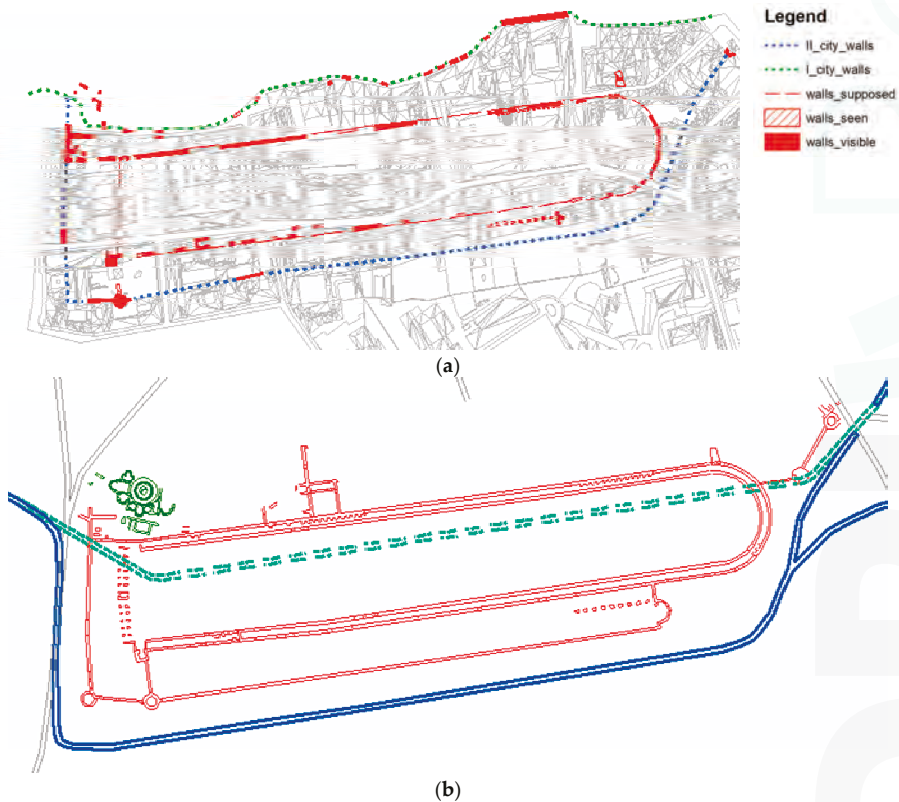 Legend
II_city_walls
I_city_walls
walls_supposed
walls_seen
walls_visible
(a)
(b)